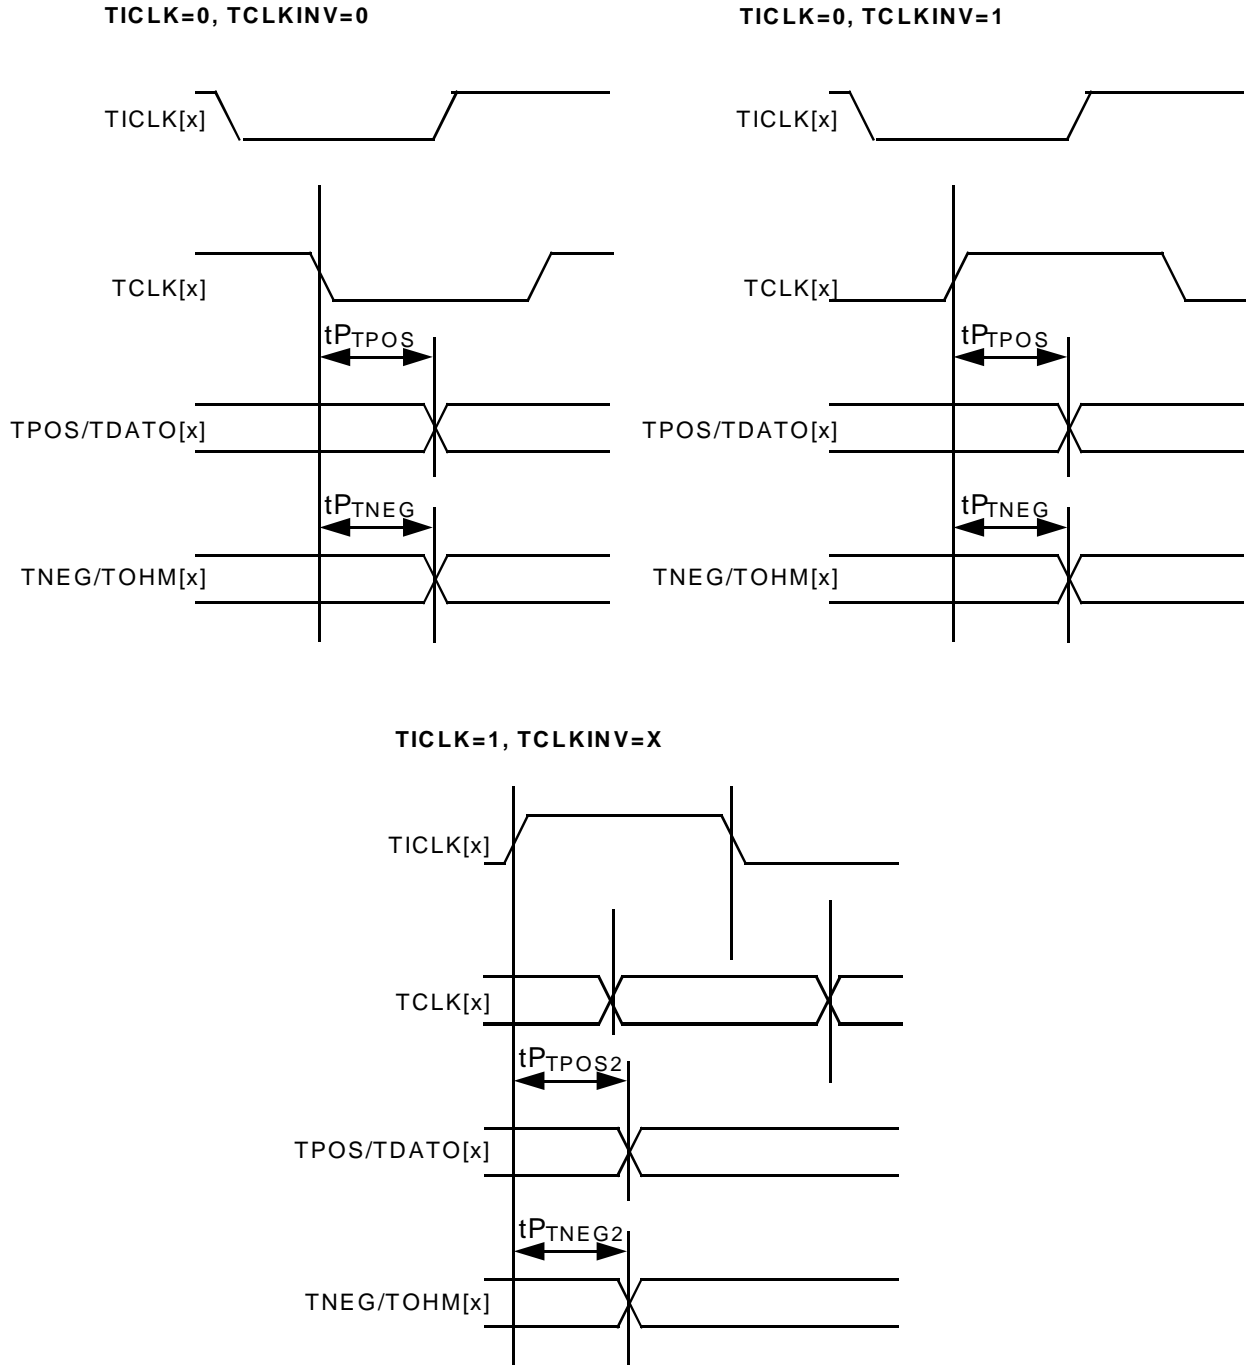 TICLK=0, TCLKINV=0
TICLK[x]
TCLK[x]
tPTPOS
TPOS/TDATO[x]
tPTNEG
TNEG/TOHM[x]
TICLK=0, TCLKINV=1
TICLK[x]
TCLK[x]
tPTPOS
TPOS/TDATO[x]
tPTNEG
TNEG/TOHM[x]
TICLK=1, TCLKINV=X
TICLK[x]
TCLK[x]
tPTPOS2
TPOS/TDATO[x]
tPTNEG2
TNEG/TOHM[x]